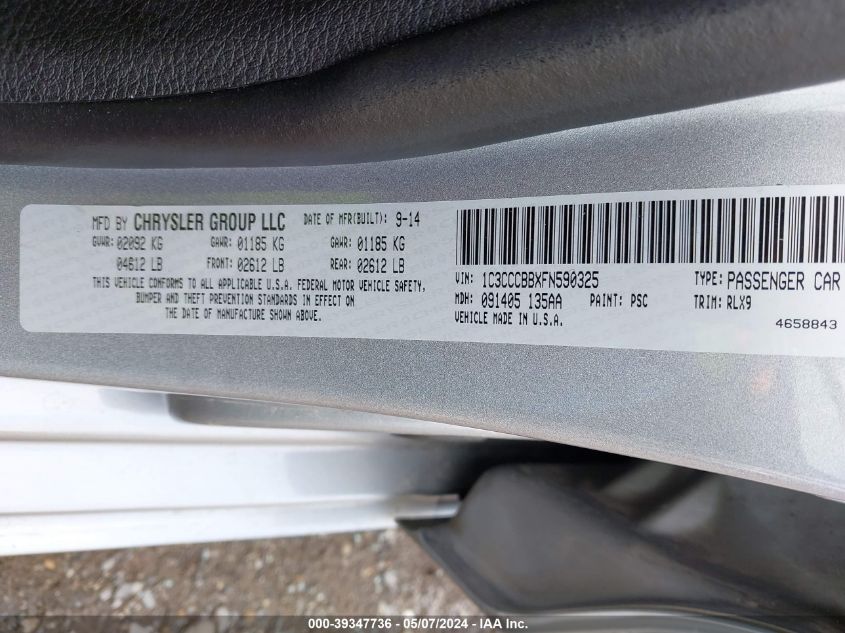 MFD BY CHRYSLER GROUP LLC DATE OF MFR(BUILT): 9-14
GVWR: 02092 KG GAWR: 01185 KG GAWR: 01185 KG
04612 LB FRONT: 02612 LB REAR: 02612 LB
THIS VEHICLE CONFORMS TO ALL APPLICABLE U.S.A. FEDERAL MOTOR VEHICLE SAFETY,
BUMPER AND THEFT PREVENTION STANDARDS IN EFFECT ON
THE DATE OF MANUFACTURE SHOWN ABOVE.
VIN: 1C3CCCBBXFN590325 TYPE: PASSENGER CAR
MDH: 091405 135AA PAINT: PSC TRIM: RLX9
VEHICLE MADE IN U.S.A.
4658843
000-39347736 - 05/07/2024 - IAA Inc.